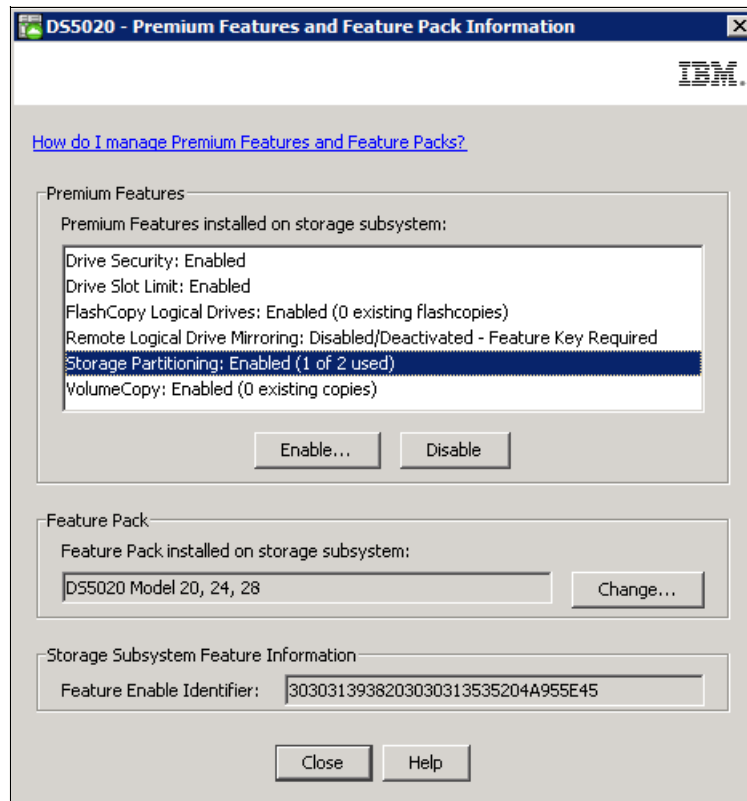 DS5020 - Premium Features and Feature Pack Information
IBM.
How do I manage Premium Features and Feature Packs?
Premium Features
Premium Features installed on storage subsystem:
Drive Security: Enabled
Drive Slot Limit: Enabled
FlashCopy Logical Drives: Enabled (0 existing flashcopies)
Remote Logical Drive Mirroring: Disabled/Deactivated - Feature Key Required
Storage Partitioning: Enabled (1 of 2 used)
VolumeCopy: Enabled (0 existing copies)
Enable... Disable
Feature Pack
Feature Pack installed on storage subsystem:
DS5020 Model 20, 24, 28 Change...
Storage Subsystem Feature Information
Feature Enable Identifier: 3030313938203030313535204A955E45
Close Help